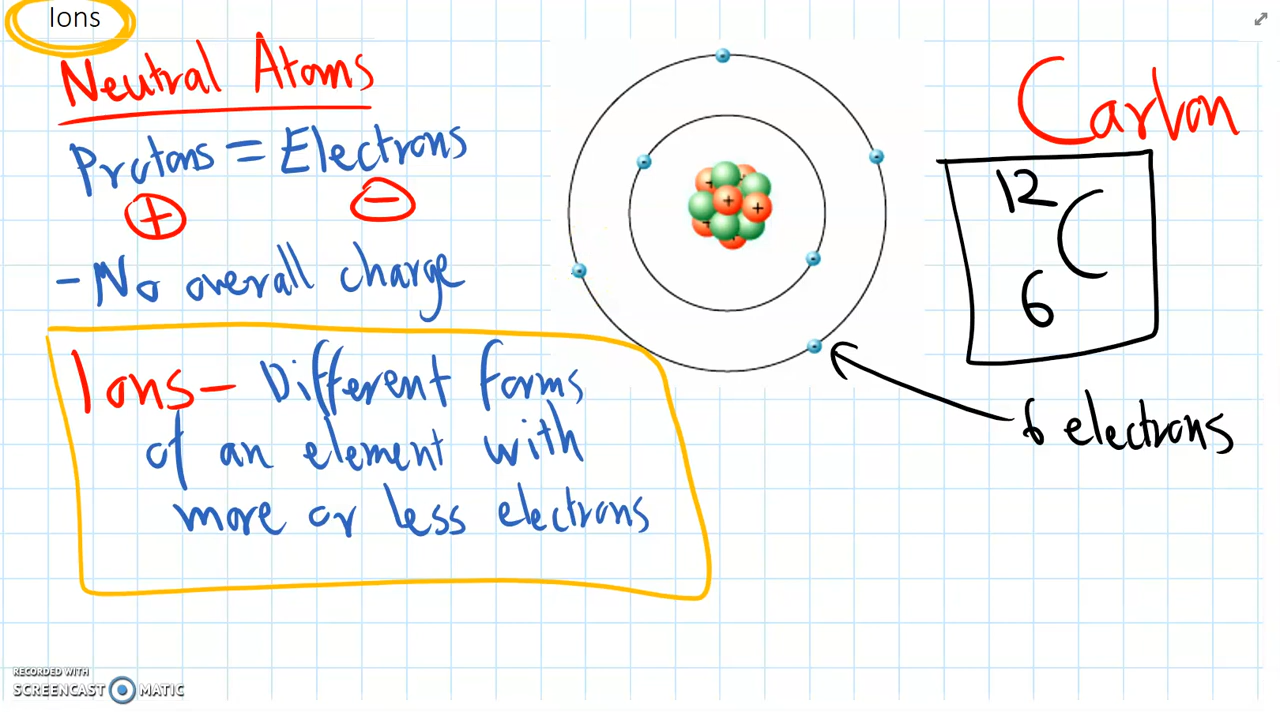 Ions
Neutral Atoms
Protons = Electrons
+ −
- No overall charge
Ions - Different forms
of an element with
more or less electrons
Carbon
12
C
6
6 electrons
RECORDED WITH
SCREENCAST MATIC